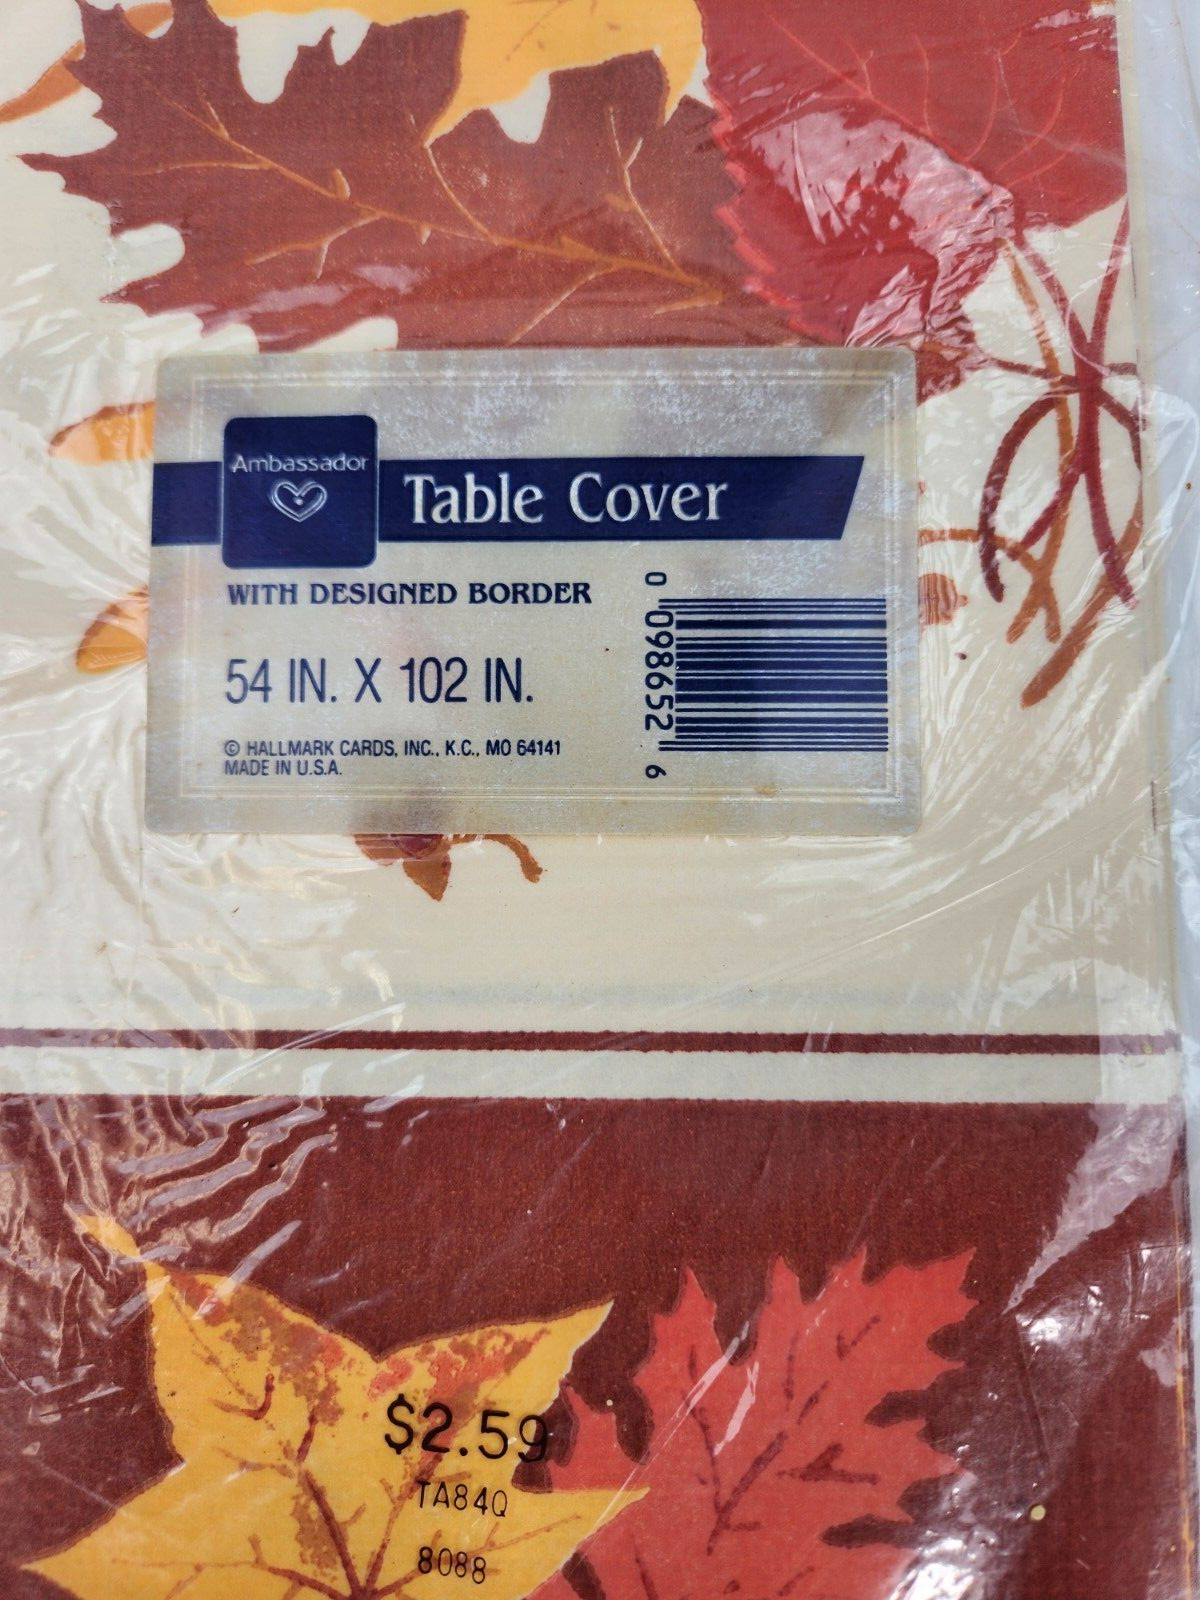 Ambassador
Table Cover
WITH DESIGNED BORDER
54 IN. X 102 IN.
© HALLMARK CARDS, INC., K.C., MO 64141
MADE IN U.S.A.
0 098652 6
$2.59
TA84Q
8088